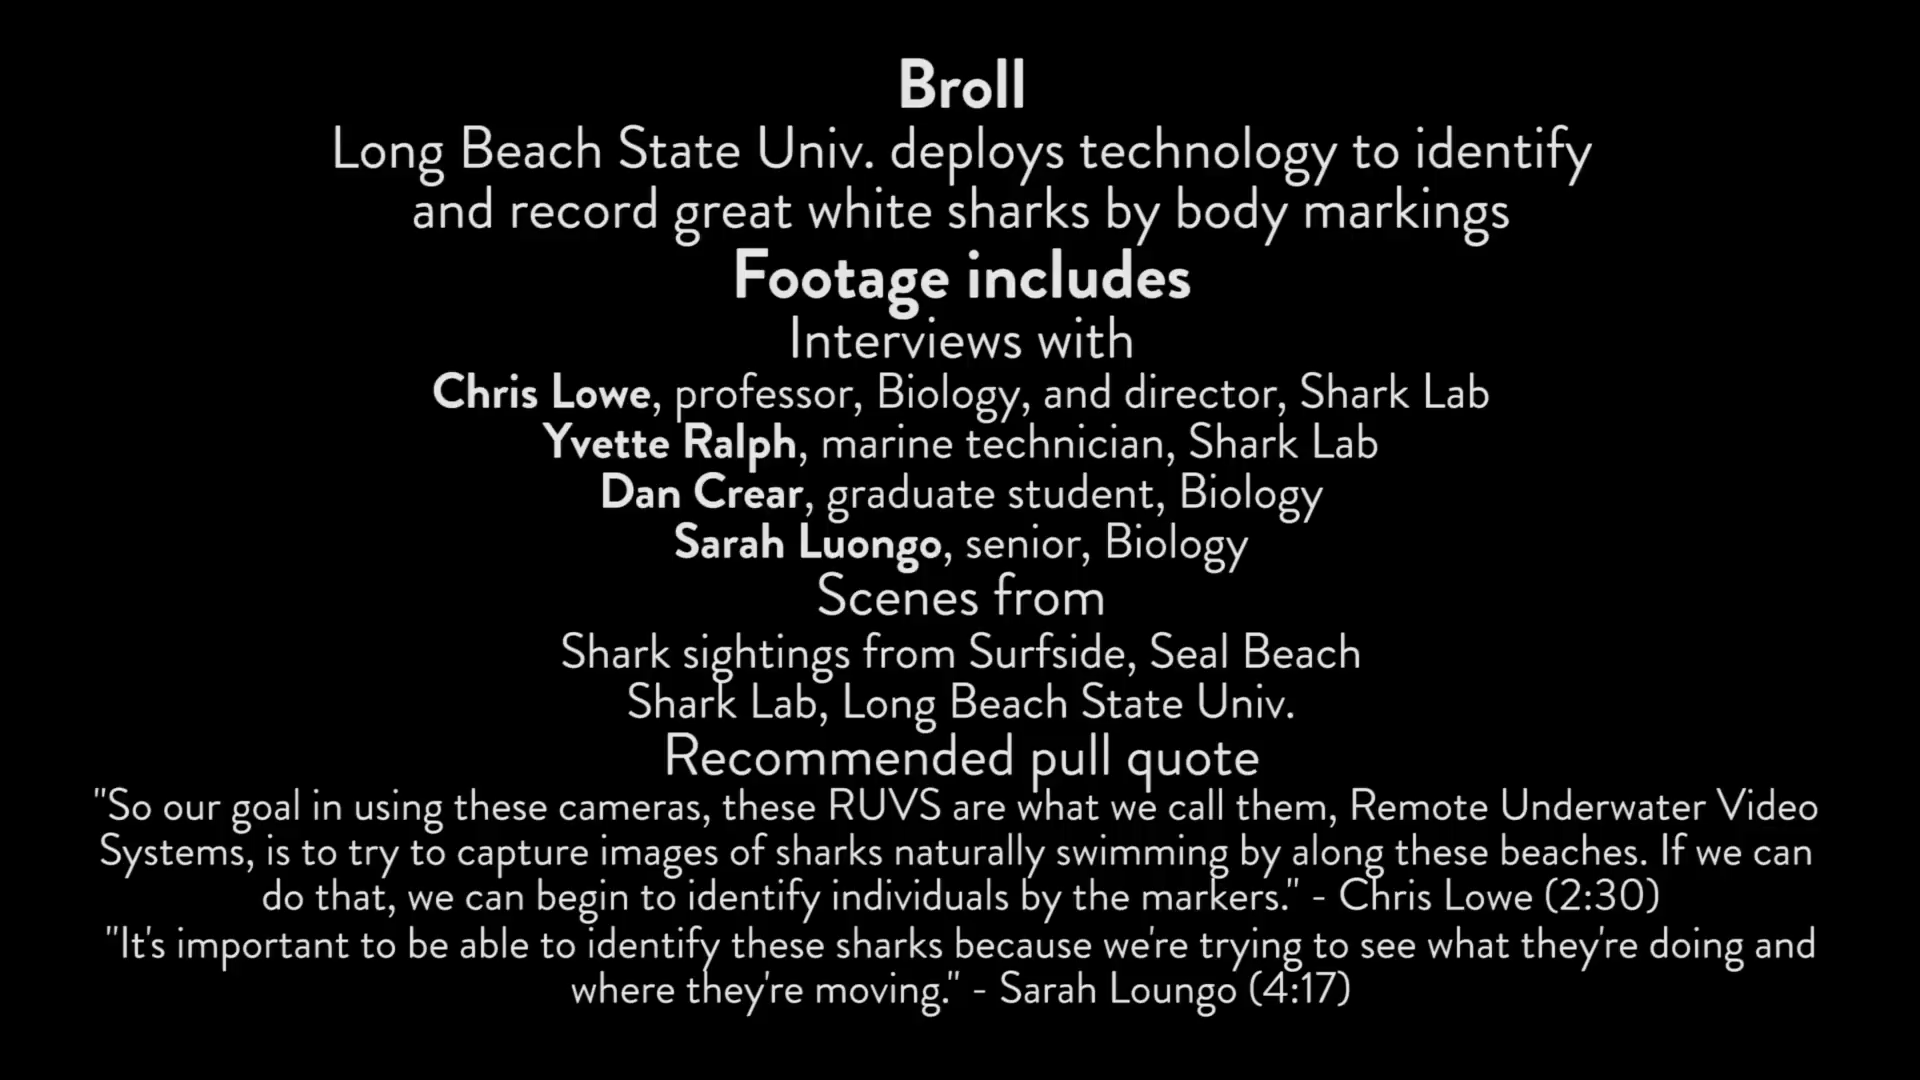 Broll
Long Beach State Univ. deploys technology to identify
and record great white sharks by body markings
Footage includes
Interviews with
Chris Lowe, professor, Biology, and director, Shark Lab
Yvette Ralph, marine technician, Shark Lab
Dan Crear, graduate student, Biology
Sarah Luongo, senior, Biology
Scenes from
Shark sightings from Surfside, Seal Beach
Shark Lab, Long Beach State Univ.
Recommended pull quote
"So our goal in using these cameras, these RUVS are what we call them, Remote Underwater Video
Systems, is to try to capture images of sharks naturally swimming by along these beaches. If we can
do that, we can begin to identify individuals by the markers." - Chris Lowe (2:30)
"It's important to be able to identify these sharks because we're trying to see what they're doing and
where they're moving." - Sarah Loungo (4:17)